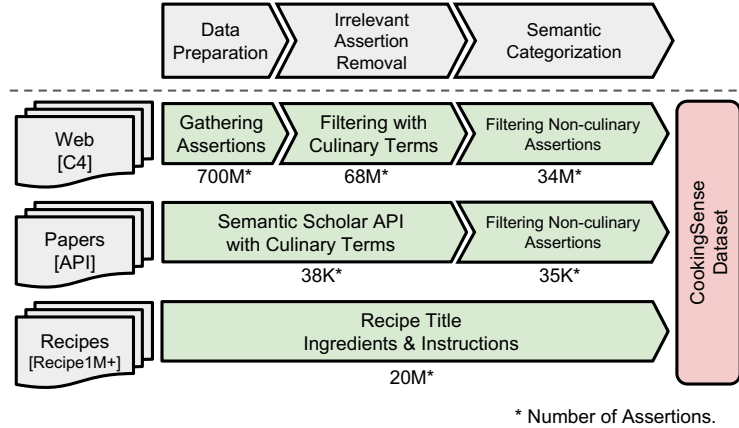 Data
Preparation
Irrelevant
Assertion
Removal
Semantic
Categorization
Web
[C4]
Gathering
Assertions
Filtering with
Culinary Terms
Filtering Non-culinary
Assertions
700M*
68M*
34M*
Papers
[API]
Semantic Scholar API
with Culinary Terms
Filtering Non-culinary
Assertions
38K*
35K*
Recipes
[Recipe1M+]
Recipe Title
Ingredients & Instructions
20M*
CookingSense
Dataset
* Number of Assertions.